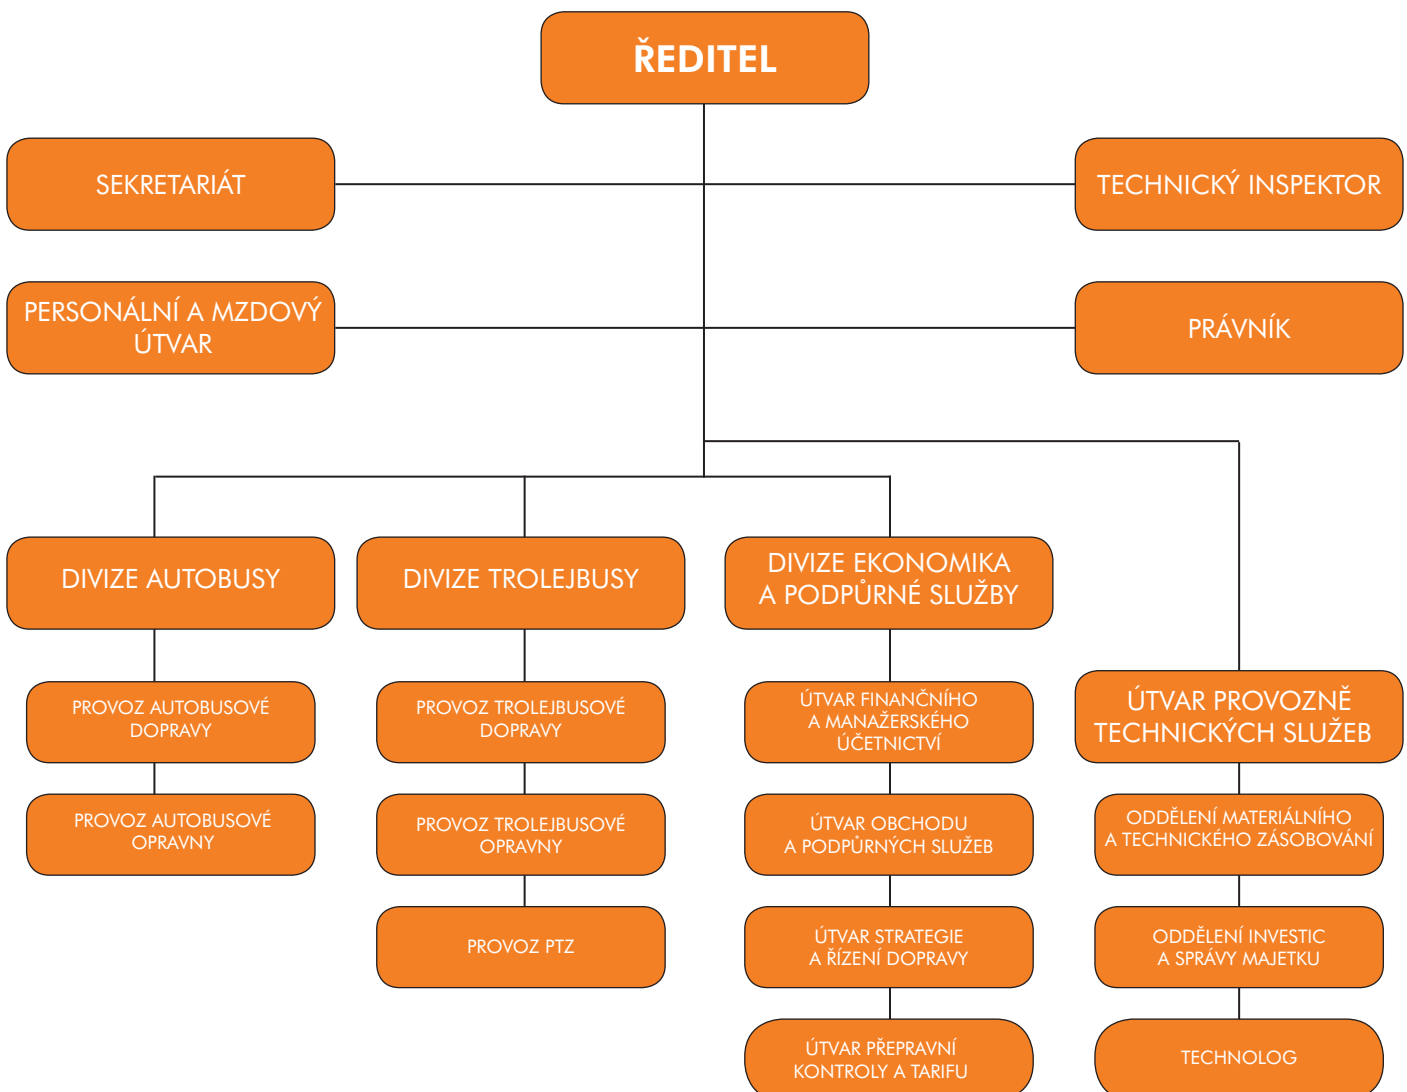 ŘEDITEL
SEKRETARIÁT
TECHNICKÝ INSPEKTOR
PERSONÁLNÍ A MZDOVÝ
ÚTVAR
PRÁVNÍK
DIVIZE AUTOBUSY
DIVIZE TROLEJBUSY
DIVIZE EKONOMIKA
A PODPŮRNÉ SLUŽBY
PROVOZ AUTOBUSOVÉ
DOPRAVY
PROVOZ TROLEJBUSOVÉ
DOPRAVY
ÚTVAR FINANČNÍHO
A MANAŽERSKÉHO
ÚČETNICTVÍ
ÚTVAR PROVOZNĚ
TECHNICKÝCH SLUŽEB
PROVOZ AUTOBUSOVÉ
OPRAVNY
PROVOZ TROLEJBUSOVÉ
OPRAVNY
ÚTVAR OBCHODU
A PODPŮRNÝCH SLUŽEB
ODDĚLENÍ MATERIÁLNÍHO
A TECHNICKÉHO ZÁSOBOVÁNÍ
PROVOZ PTZ
ÚTVAR STRATEGIE
A ŘÍZENÍ DOPRAVY
ODDĚLENÍ INVESTIC
A SPRÁVY MAJETKU
ÚTVAR PŘEPRAVNÍ
KONTROLY A TARIFU
TECHNOLOG